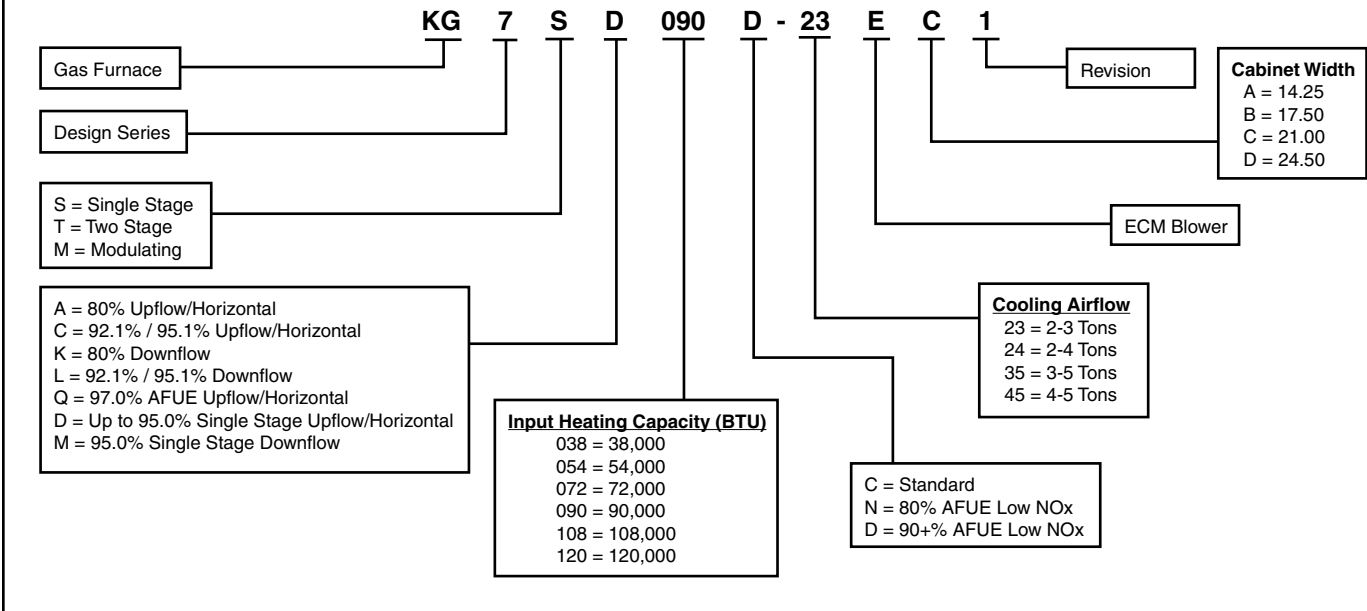 KG 7 S D 090 D - 23 E C 1
Gas Furnace
Design Series
S = Single Stage
T = Two Stage
M = Modulating
A = 80% Upflow/Horizontal
C = 92.1% / 95.1% Upflow/Horizontal
K = 80% Downflow
L = 92.1% / 95.1% Downflow
Q = 97.0% AFUE Upflow/Horizontal
D = Up to 95.0% Single Stage Upflow/Horizontal
M = 95.0% Single Stage Downflow
Input Heating Capacity (BTU)
038 = 38,000
054 = 54,000
072 = 72,000
090 = 90,000
108 = 108,000
120 = 120,000
C = Standard
N = 80% AFUE Low NOx
D = 90+% AFUE Low NOx
Cooling Airflow
23 = 2-3 Tons
24 = 2-4 Tons
35 = 3-5 Tons
45 = 4-5 Tons
ECM Blower
Cabinet Width
A = 14.25
B = 17.50
C = 21.00
D = 24.50
Revision